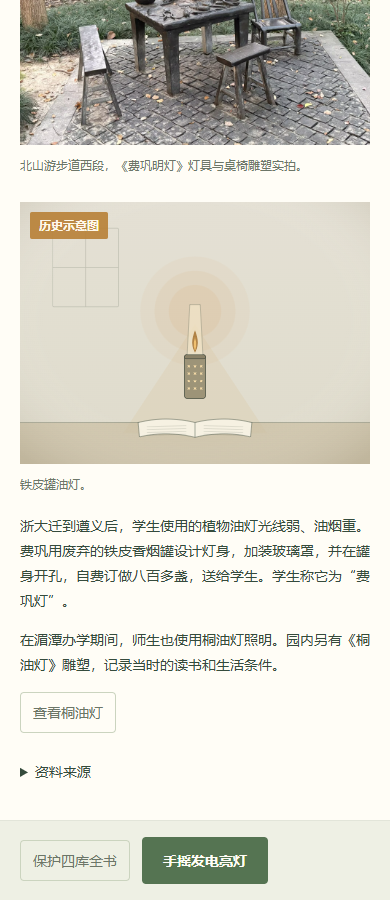 北山游步道西段，《费巩明灯》灯具与桌椅雕塑实拍。
历史示意图
铁皮罐油灯。
浙大迁到遵义后，学生使用的植物油灯光线弱、油烟重。
费巩用废弃的铁皮香烟罐设计灯身，加装玻璃罩，并在罐
身开孔，自费订做八百多盏，送给学生。学生称它为“费
巩灯”。
在湄潭办学期间，师生也使用桐油灯照明。园内另有《桐
油灯》雕塑，记录当时的读书和生活条件。
查看桐油灯
▶ 资料来源
保护四库全书
手摇发电亮灯